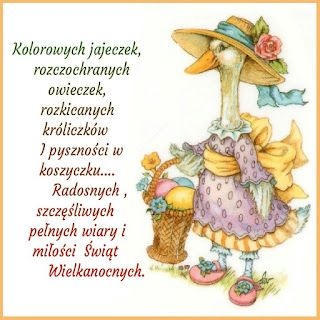 Kolorowych jajeczek,
rozczochranych
owieczek,
rozkicanych
króliczków
I pyszności w
koszyczku....
Radosnych ,
szczęśliwych
pełnych wiary i
miłości Świąt
Wielkanocnych.